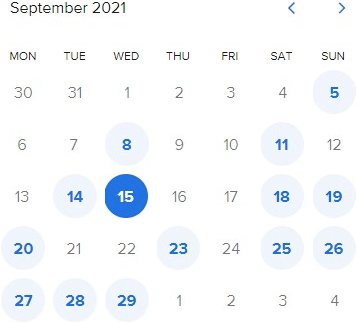 September 2021
MON TUE WED THU FRI SAT SUN
30 31 1 2 3 4 5
6 7 8 9 10 11 12
13 14 15 16 17 18 19
20 21 22 23 24 25 26
27 28 29 1 2 3 4